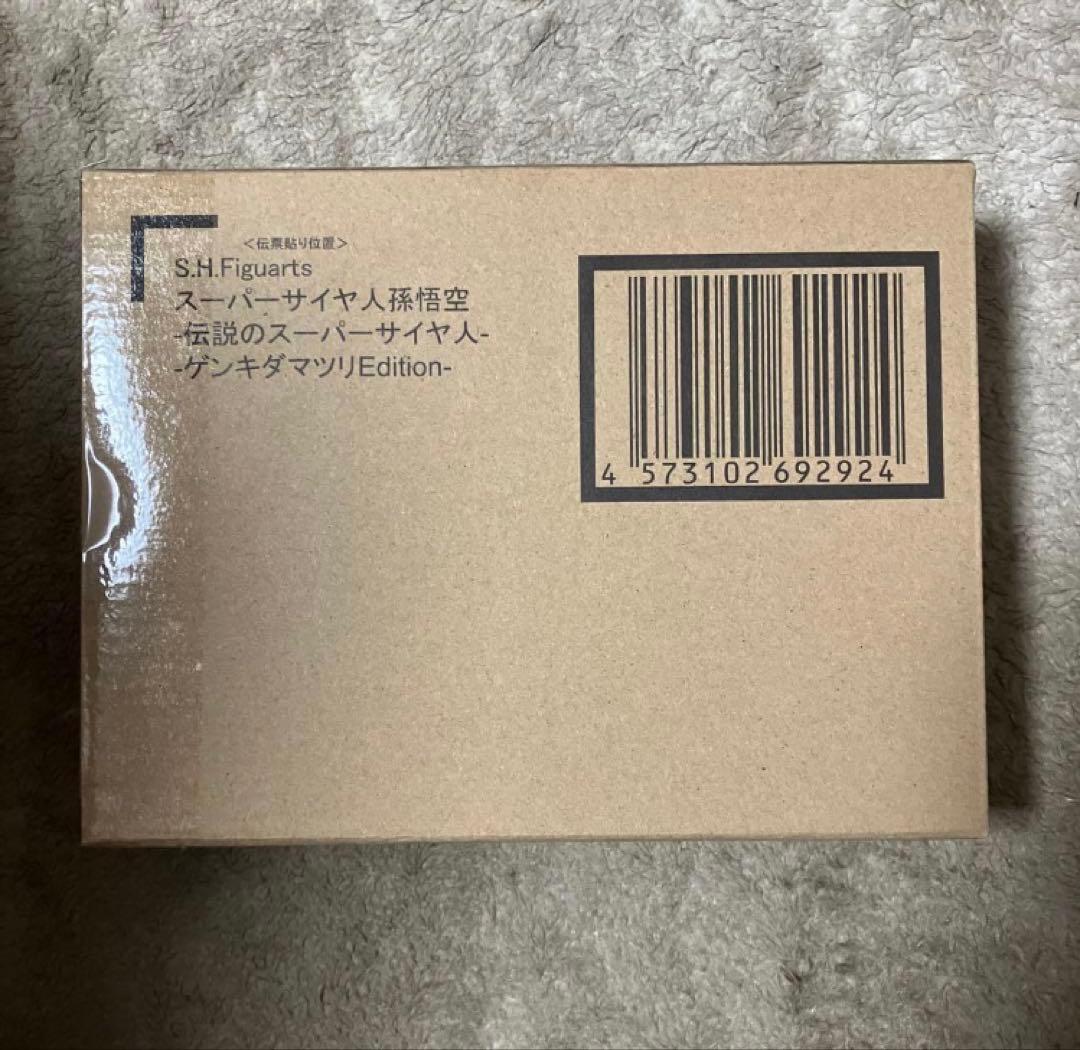 <伝票貼り位置>
S.H.Figuarts
スーパーサイヤ人孫悟空
-伝説のスーパーサイヤ人-
-ゲンキダマツリEdition-
4 573102 692924